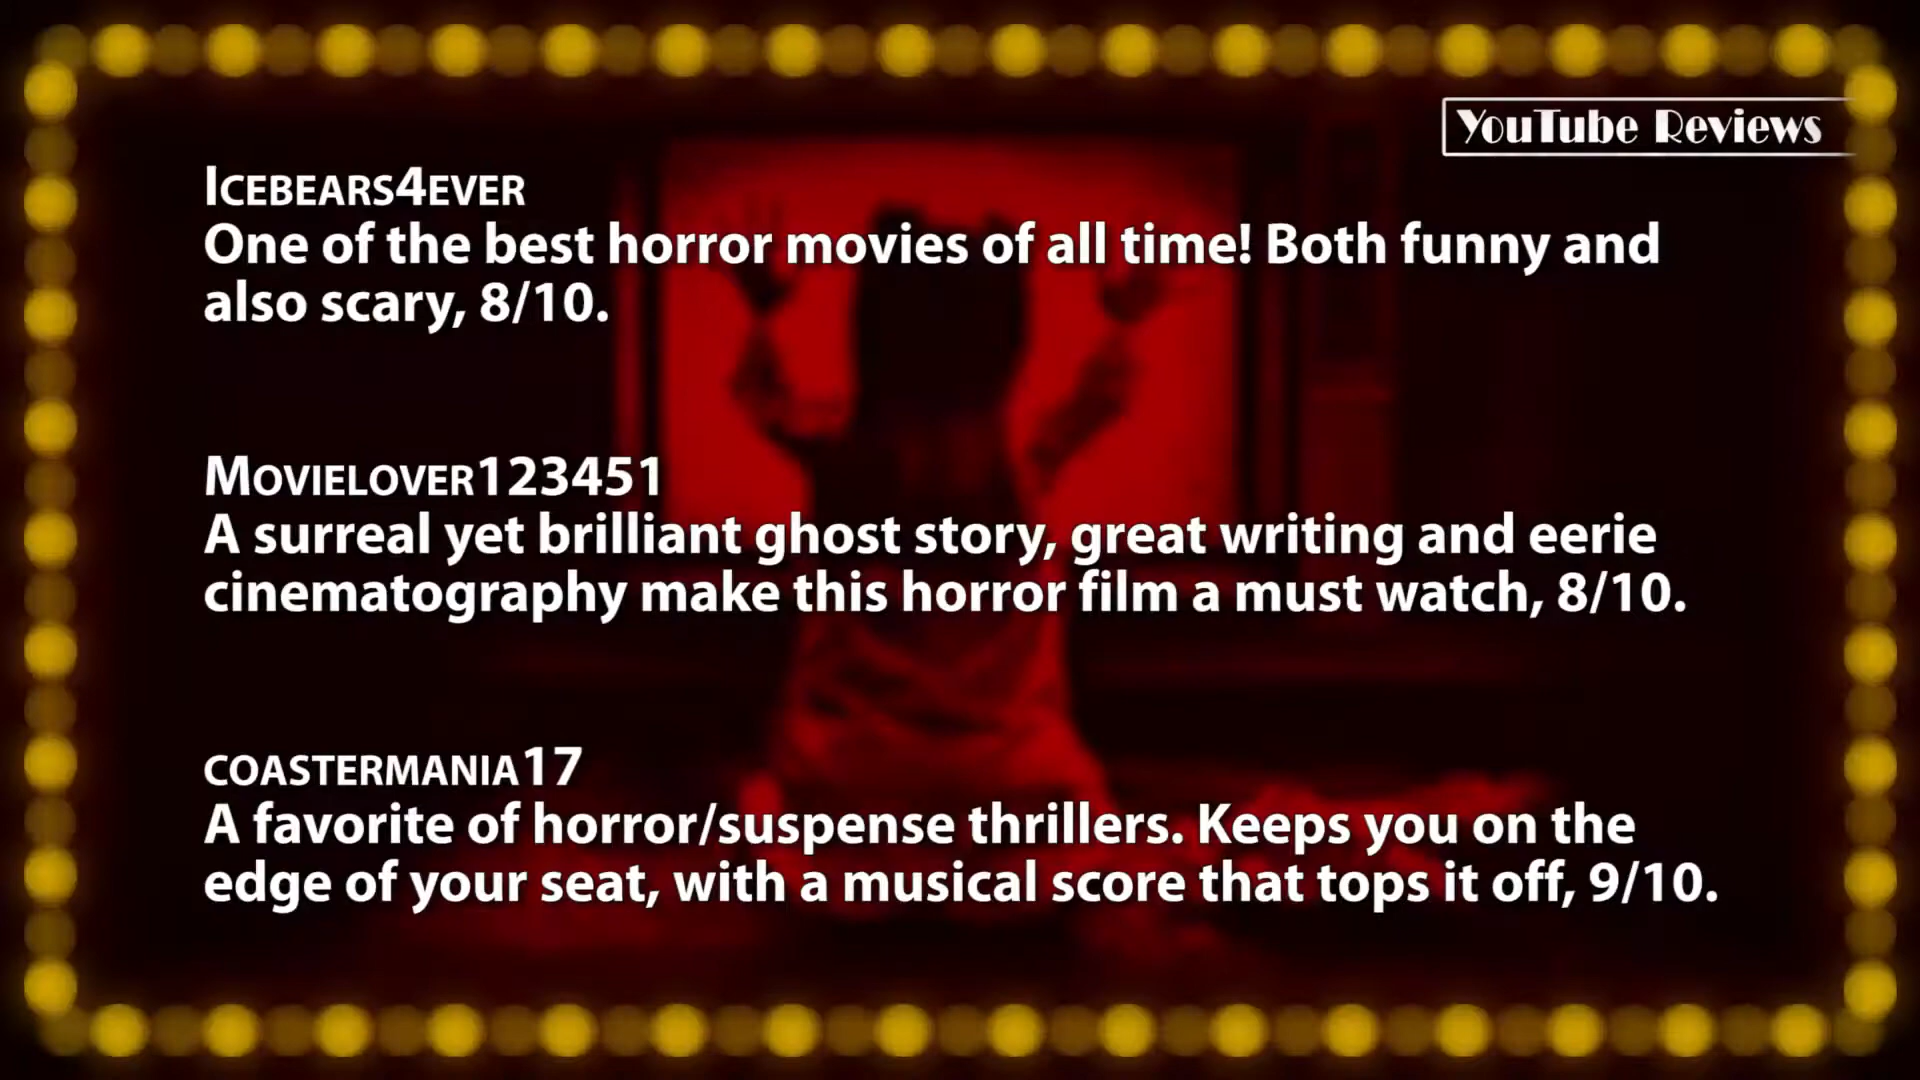 YouTube Reviews
Icebears4ever
One of the best horror movies of all time! Both funny and
also scary, 8/10.
Movielover123451
A surreal yet brilliant ghost story, great writing and eerie
cinematography make this horror film a must watch, 8/10.
coastermania17
A favorite of horror/suspense thrillers. Keeps you on the
edge of your seat, with a musical score that tops it off, 9/10.